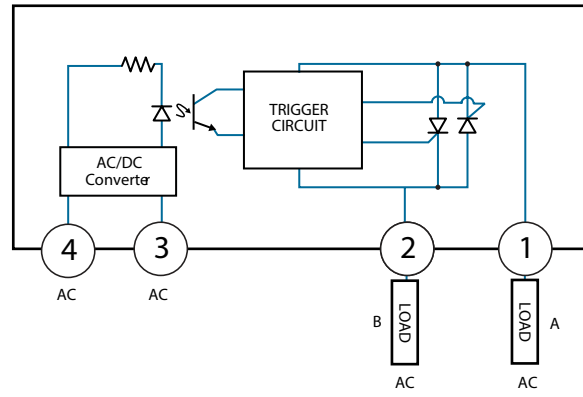 TRIGGER
CIRCUIT
AC/DC
Converter
4
3
2
1
AC
AC
B
LOAD
LOAD
A
AC
AC